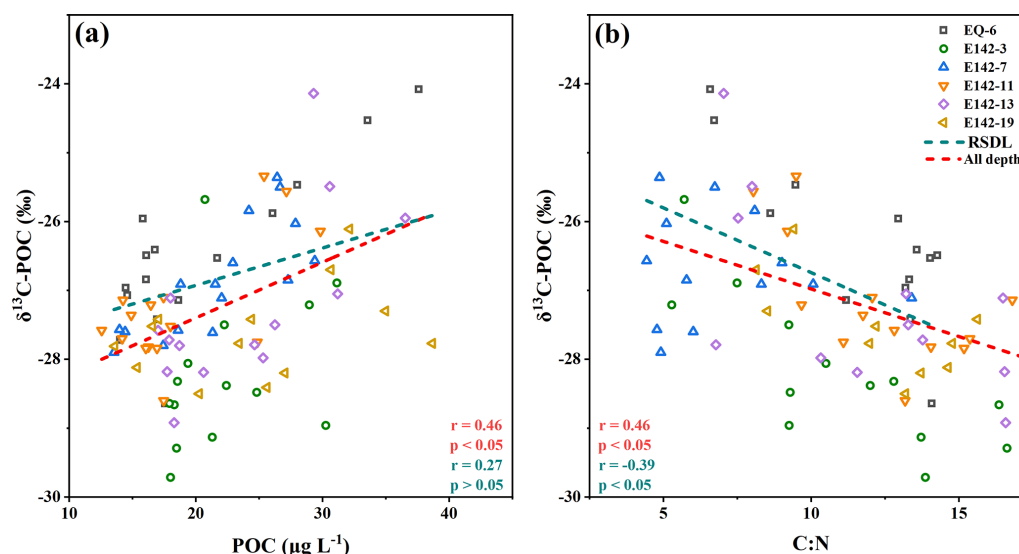 (a)
δ¹³C-POC (‰)
-24
-26
-28
-30
10
20
30
40
POC (µg L⁻¹)
r = 0.46
p < 0.05
r = 0.27
p > 0.05
(b)
δ¹³C-POC (‰)
-24
-26
-28
-30
5
10
15
C:N
EQ-6
E142-3
E142-7
E142-11
E142-13
E142-19
RSDL
All depth
r = 0.46
p < 0.05
r = -0.39
p < 0.05